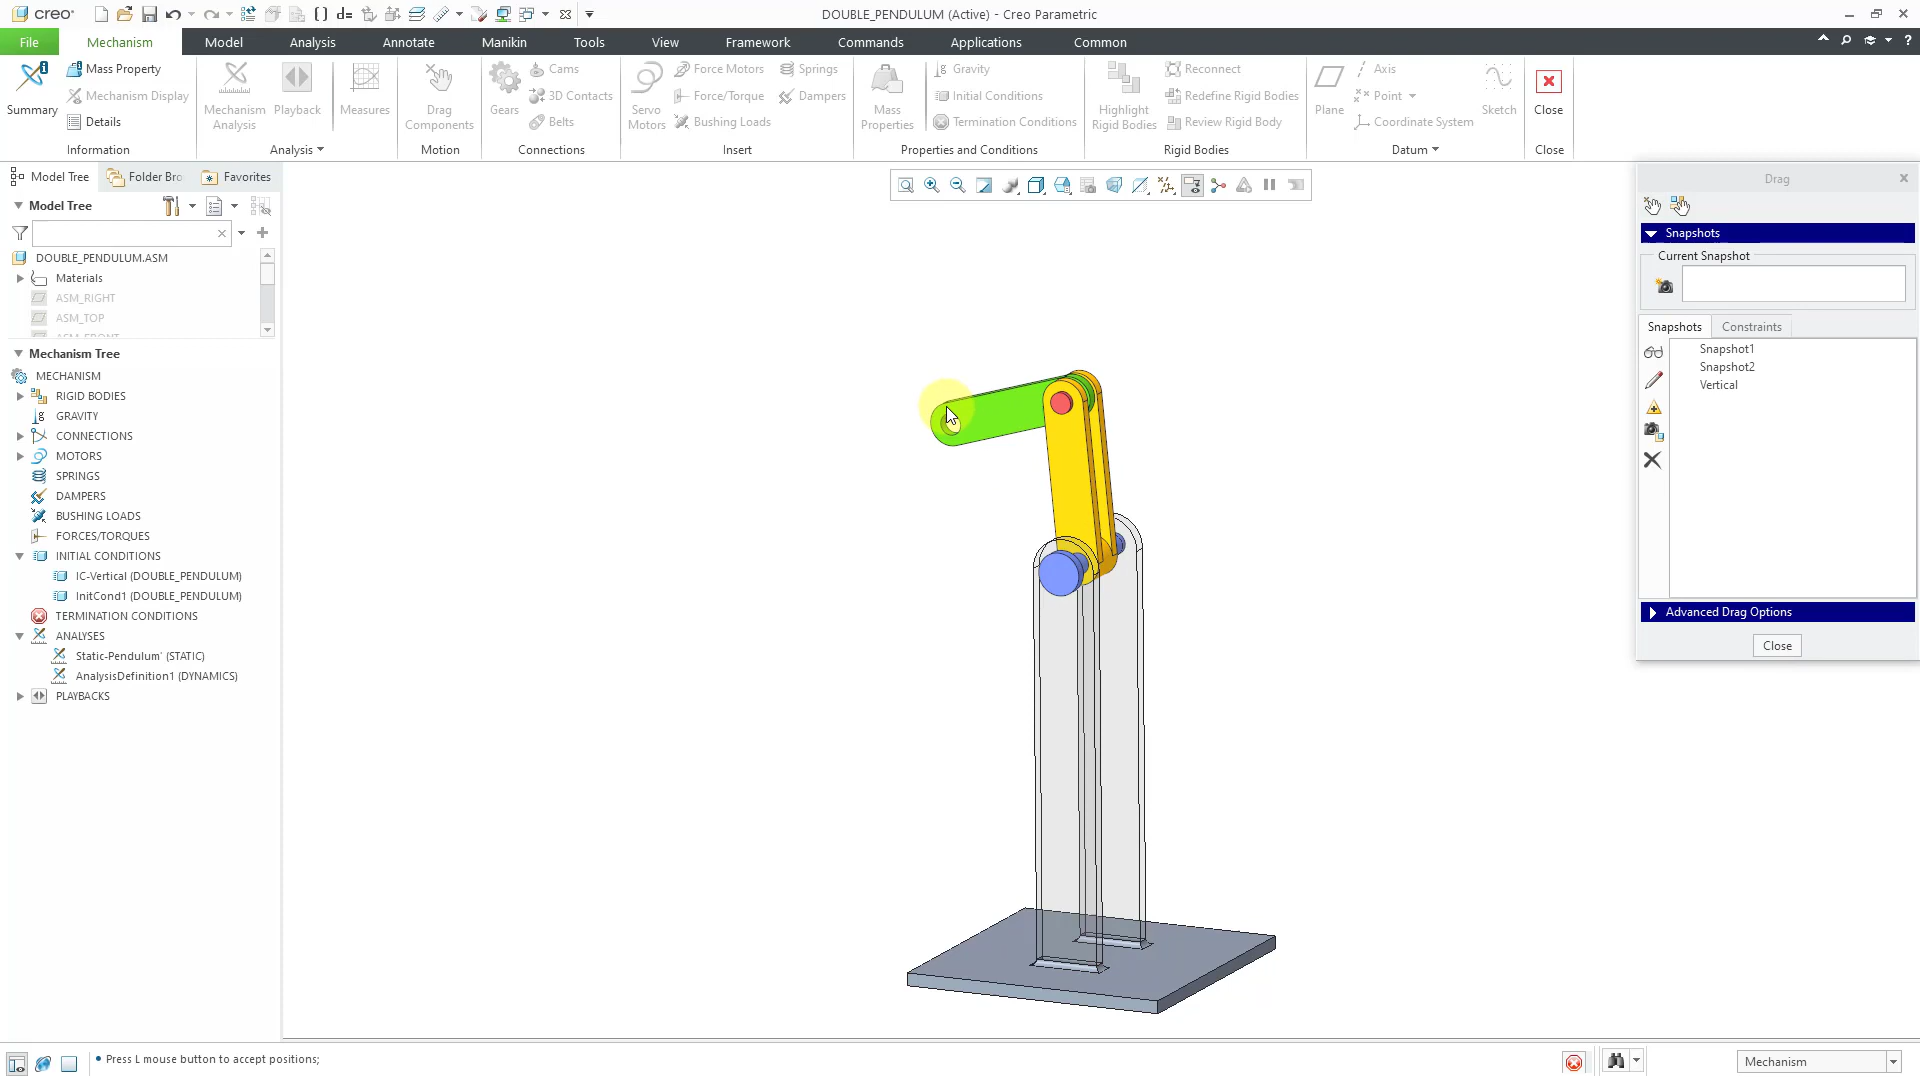 creo
DOUBLE_PENDULUM (Active) - Creo Parametric
File
Mechanism
Model
Analysis
Annotate
Manikin
Tools
View
Framework
Commands
Applications
Common
Summary
Mass Property
Mechanism Display
Details
Information
Mechanism Analysis
Playback
Measures
Analysis
Drag Components
Motion
Gears
Cams
3D Contacts
Belts
Connections
Servo Motors
Force Motors
Force/Torque
Bushing Loads
Springs
Dampers
Insert
Mass Properties
Gravity
Initial Conditions
Termination Conditions
Properties and Conditions
Highlight Rigid Bodies
Reconnect
Redefine Rigid Bodies
Review Rigid Body
Rigid Bodies
Plane
Axis
Point
Coordinate System
Sketch
Datum
Close
Close
Model Tree
Folder Bro
Favorites
Model Tree
DOUBLE_PENDULUM.ASM
Materials
ASM_RIGHT
ASM_TOP
ASM_FRONT
Mechanism Tree
MECHANISM
RIGID BODIES
GRAVITY
CONNECTIONS
MOTORS
SPRINGS
DAMPERS
BUSHING LOADS
FORCES/TORQUES
INITIAL CONDITIONS
IC-Vertical (DOUBLE_PENDULUM)
InitCond1 (DOUBLE_PENDULUM)
TERMINATION CONDITIONS
ANALYSES
Static-Pendulum' (STATIC)
AnalysisDefinition1 (DYNAMICS)
PLAYBACKS
Drag
Snapshots
Current Snapshot
Snapshots
Constraints
Snapshot1
Snapshot2
Vertical
Advanced Drag Options
Close
Press L mouse button to accept positions;
Mechanism